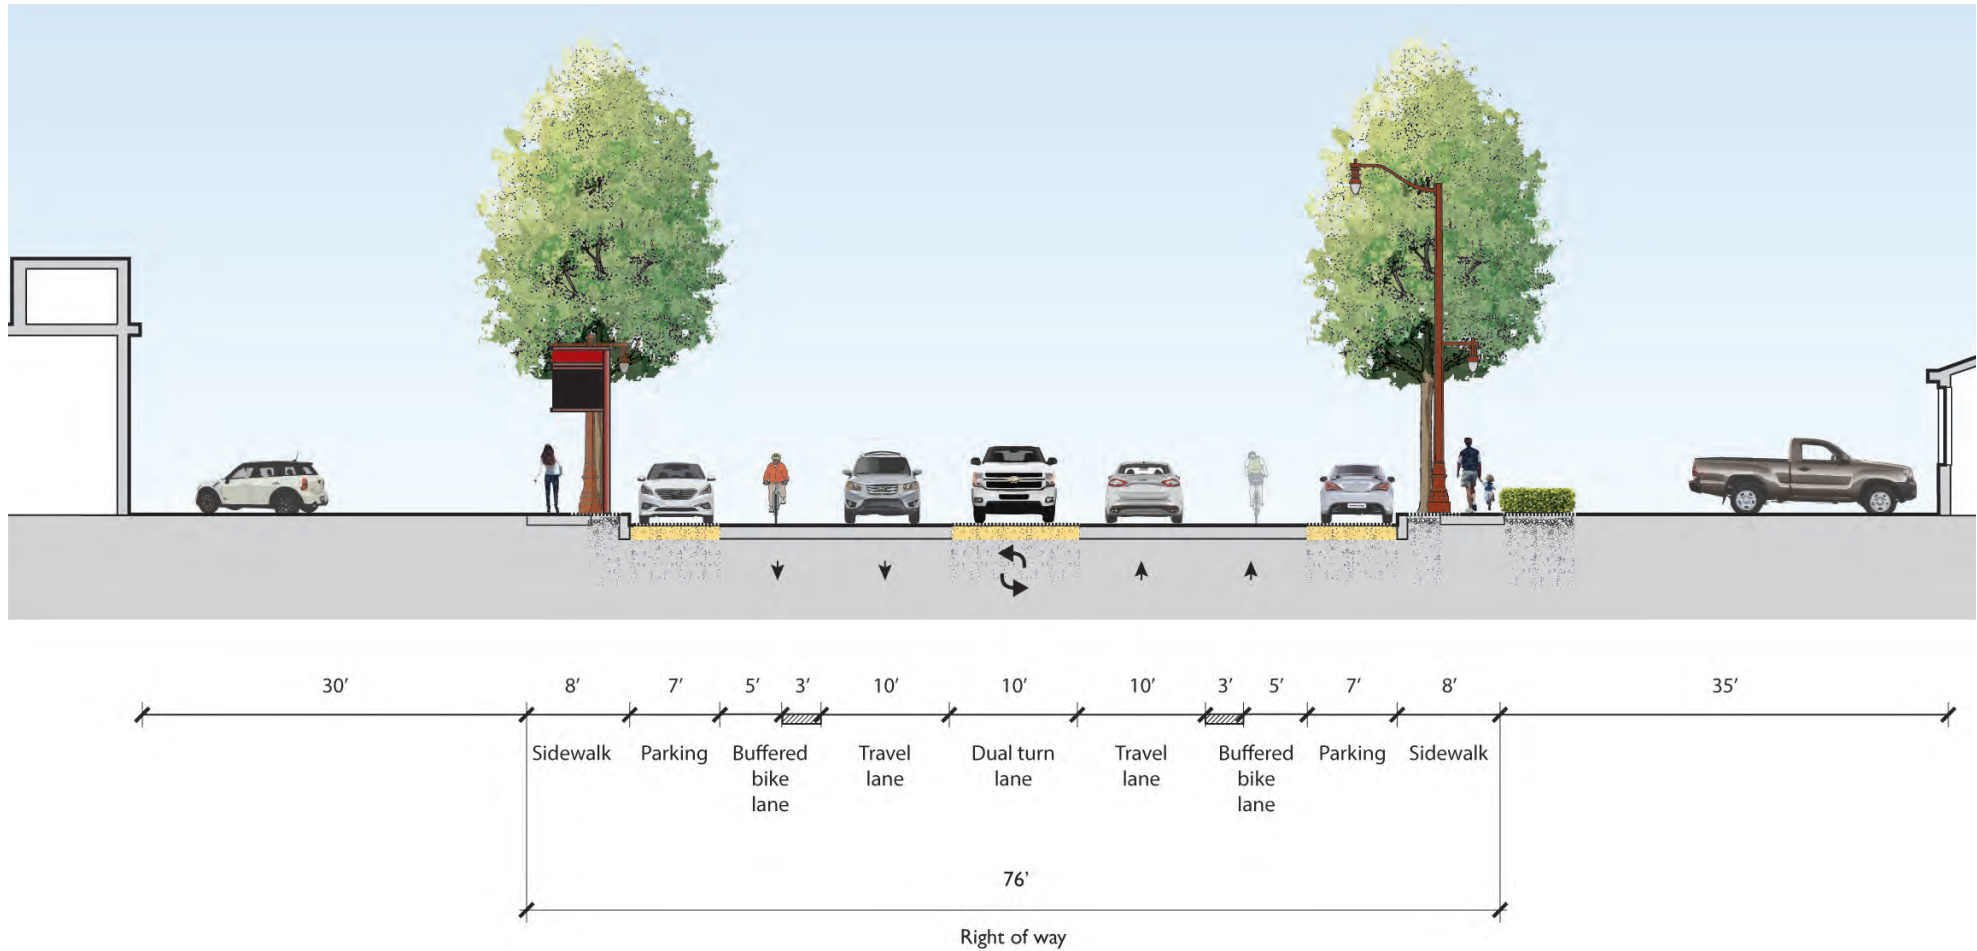 30’ 8’ 7’ 5’ 3’ 10’ 10’ 10’ 3’ 5’ 7’ 8’ 35’
Sidewalk Parking Buffered Travel Dual turn Travel Buffered Parking Sidewalk
bike lane lane lane bike
lane lane
76’
Right of way